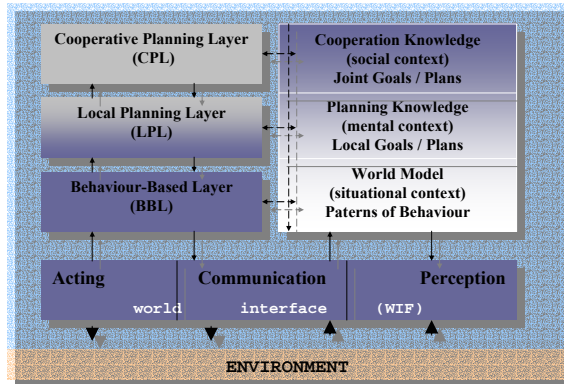 Cooperative Planning Layer
(CPL)
Local Planning Layer
(LPL)
Behaviour-Based Layer
(BBL)
Cooperation Knowledge
(social context)
Joint Goals / Plans
Planning Knowledge
(mental context)
Local Goals / Plans
World Model
(situational context)
Paterns of Behaviour
Acting Communication Perception
world interface (WIF)
ENVIRONMENT